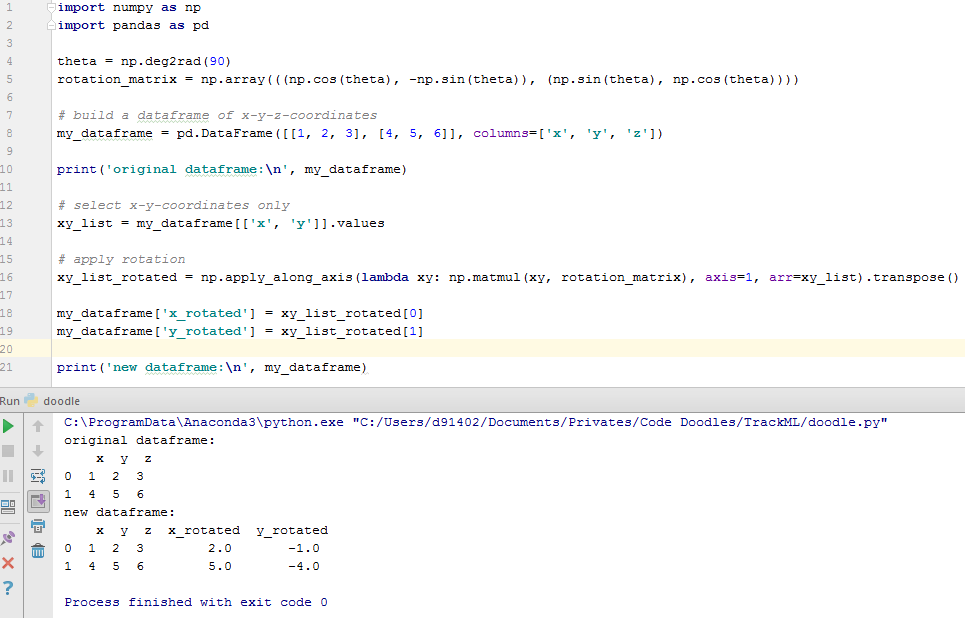 1 import numpy as np
2 import pandas as pd
3
4 theta = np.deg2rad(90)
5 rotation_matrix = np.array(((np.cos(theta), -np.sin(theta)), (np.sin(theta), np.cos(theta))))
6
7 # build a dataframe of x-y-z-coordinates
8 my_dataframe = pd.DataFrame([[1, 2, 3], [4, 5, 6]], columns=['x', 'y', 'z'])
9
10 print('original dataframe:\n', my_dataframe)
11
12 # select x-y-coordinates only
13 xy_list = my_dataframe[['x', 'y']].values
14
15 # apply rotation
16 xy_list_rotated = np.apply_along_axis(lambda xy: np.matmul(xy, rotation_matrix), axis=1, arr=xy_list).transpose()
17
18 my_dataframe['x_rotated'] = xy_list_rotated[0]
19 my_dataframe['y_rotated'] = xy_list_rotated[1]
20
21 print('new dataframe:\n', my_dataframe)
Run doodle
C:\ProgramData\Anaconda3\python.exe "C:/Users/d91402/Documents/Privates/Code Doodles/TrackML/doodle.py"
original dataframe:
x y z
0 1 2 3
1 4 5 6
new dataframe:
x y z x_rotated y_rotated
0 1 2 3 2.0 -1.0
1 4 5 6 5.0 -4.0
Process finished with exit code 0